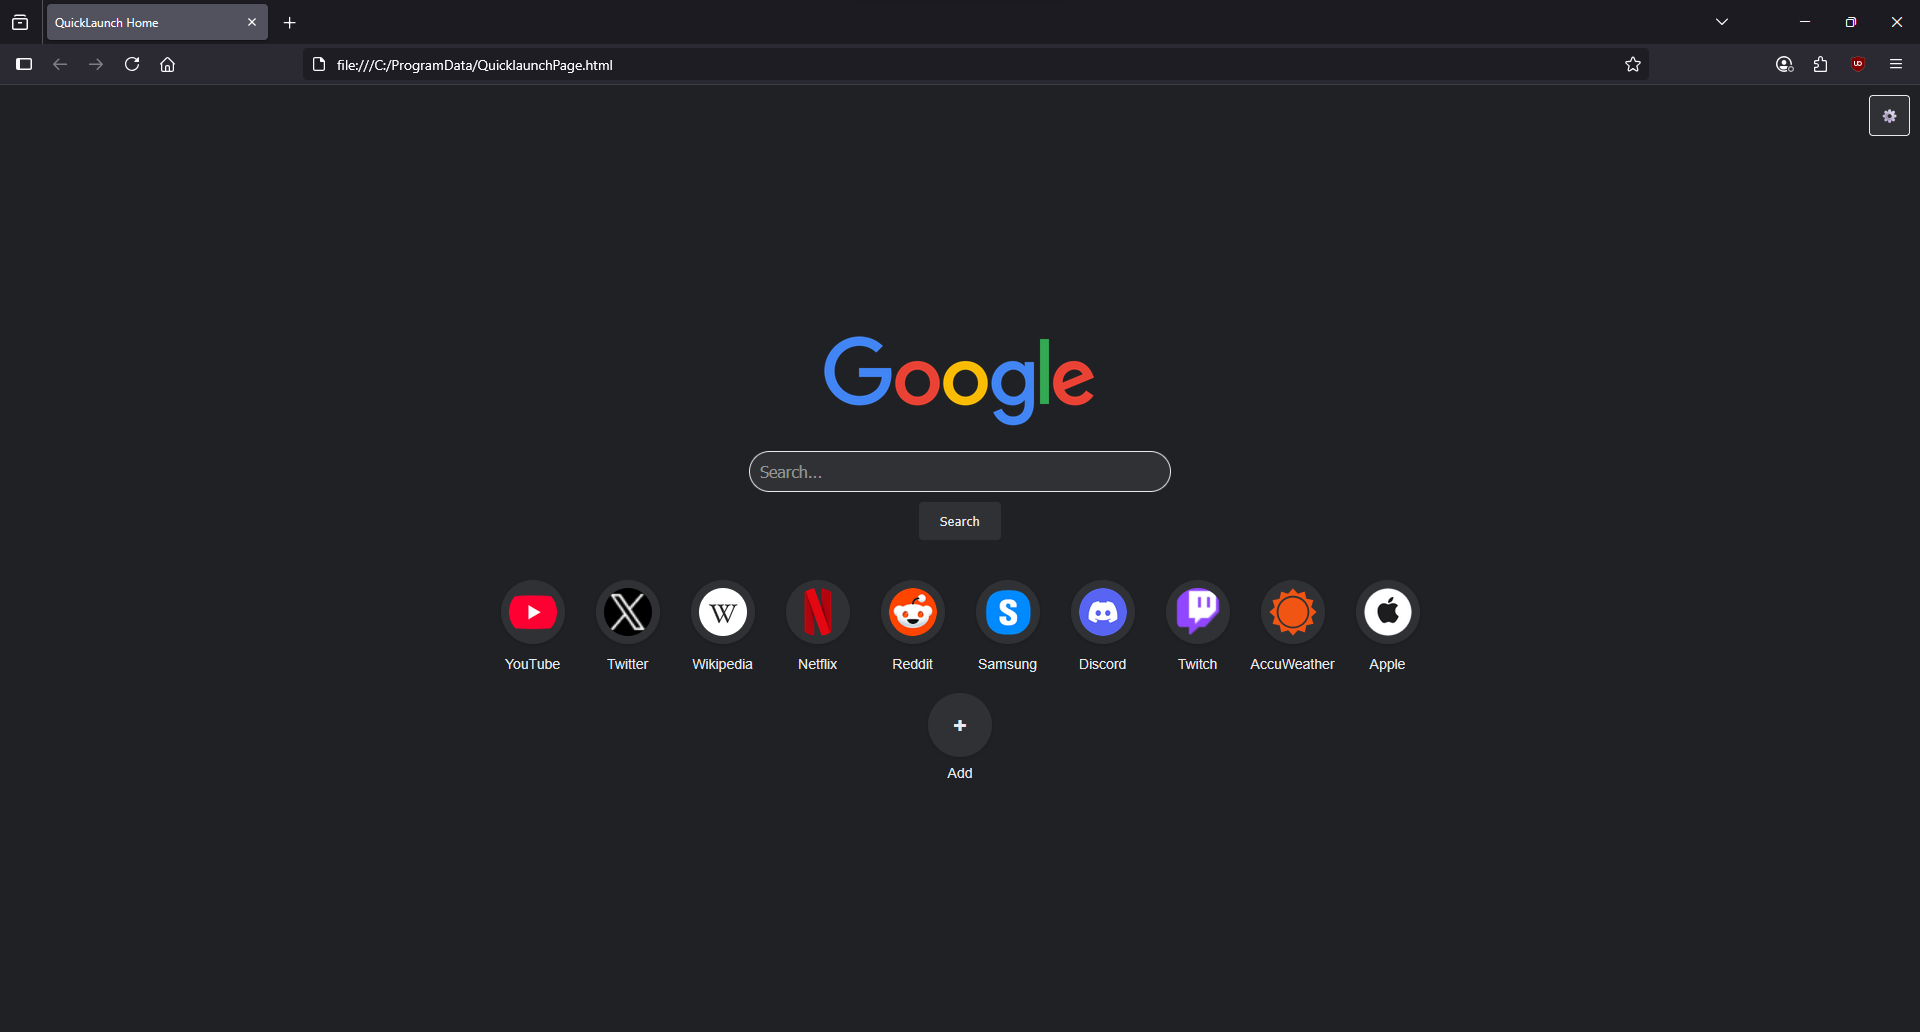 QuickLaunch Home
file:///C:/ProgramData/QuicklaunchPage.html
Google
Search...
Search
YouTube Twitter Wikipedia Netflix Reddit Samsung Discord Twitch AccuWeather Apple
Add